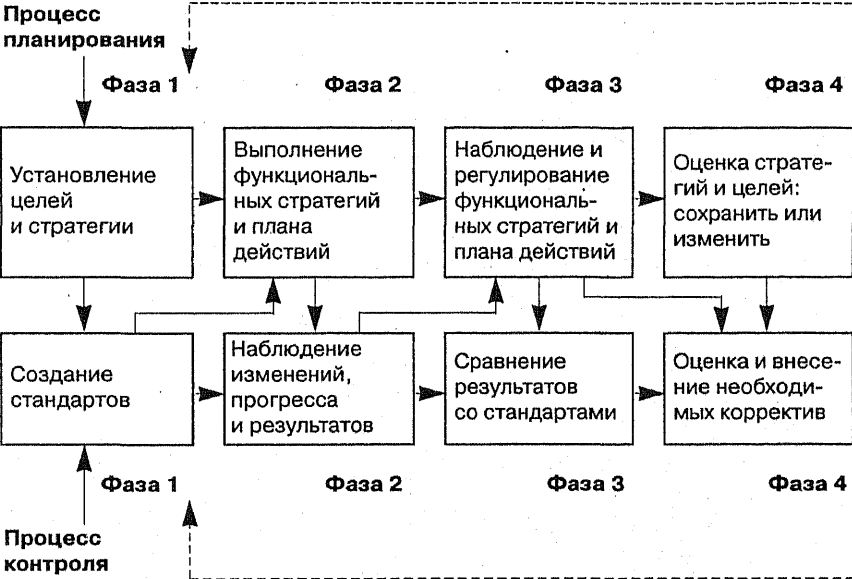 Процесс
планирования
Фаза 1
Фаза 2
Фаза 3
Фаза 4
Установление
целей
и стратегии
Выполнение
функциональ-
ных стратегий
и плана
действий
Наблюдение и
регулирование
функциональ-
ных стратегий и
плана действий
Оценка страте-
гий и целей:
сохранить или
изменить
Создание
стандартов
Наблюдение
изменений,
прогресса
и результатов
Сравнение
результатов
со стандартами
Оценка и внесе-
ние необходи-
мых корректив
Фаза 1
Фаза 2
Фаза 3
Фаза 4
Процесс
контроля